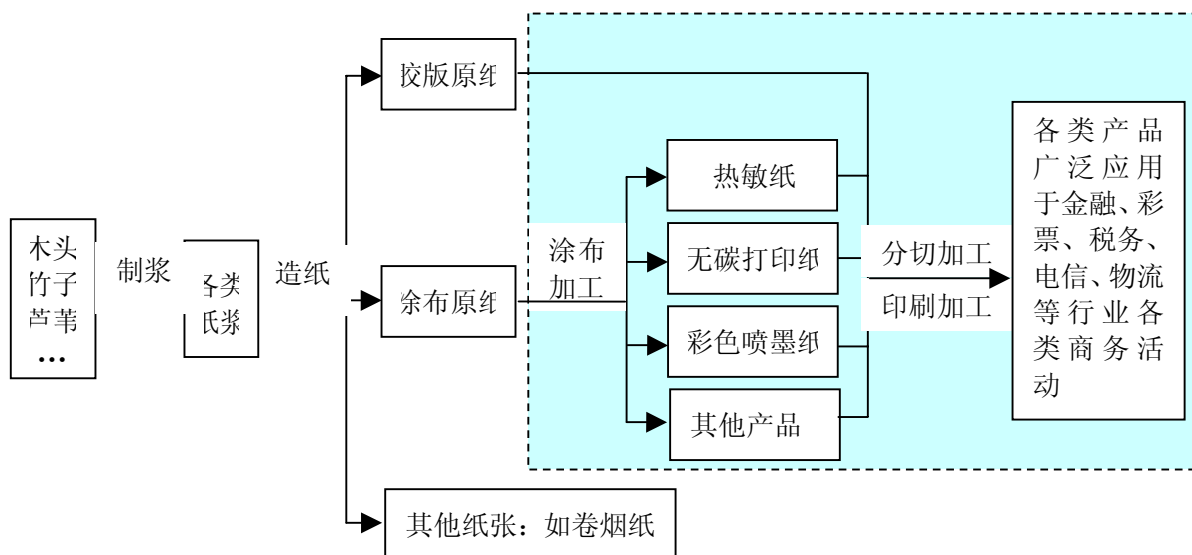 木头
竹子
芦苇
…
制浆
各类
纸浆
造纸
胶版原纸
涂布原纸
其他纸张：如卷烟纸
涂布
加工
热敏纸
无碳打印纸
彩色喷墨纸
其他产品
分切加工
印刷加工
各类产品
广泛应用
于金融、彩
票、税务、
电信、物流
等行业各
类商务活
动